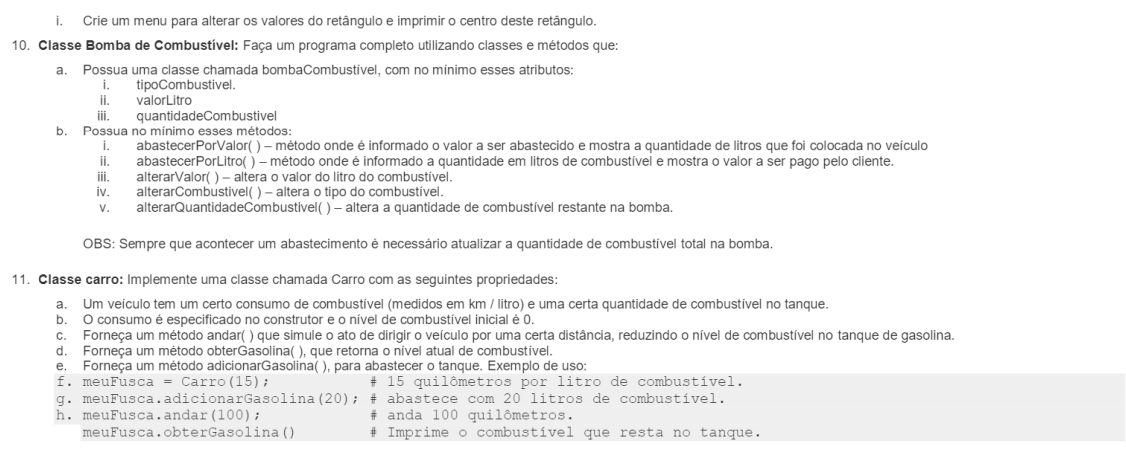 i. Crie um menu para alterar os valores do retângulo e imprimir o centro deste retângulo.
10. Classe Bomba de Combustível: Faça um programa completo utilizando classes e métodos que:
a. Possua uma classe chamada bombaCombustível, com no mínimo esses atributos:
i. tipoCombustivel.
ii. valorLitro
iii. quantidadeCombustivel
b. Possua no mínimo esses métodos:
i. abastecerPorValor( ) – método onde é informado o valor a ser abastecido e mostra a quantidade de litros que foi colocada no veículo
ii. abastecerPorLitro( ) – método onde é informado a quantidade em litros de combustível e mostra o valor a ser pago pelo cliente.
iii. alterarValor( ) – altera o valor do litro do combustível.
iv. alterarCombustivel( ) – altera o tipo do combustível.
v. alterarQuantidadeCombustivel( ) – altera a quantidade de combustível restante na bomba.
OBS: Sempre que acontecer um abastecimento é necessário atualizar a quantidade de combustível total na bomba.
11. Classe carro: Implemente uma classe chamada Carro com as seguintes propriedades:
a. Um veículo tem um certo consumo de combustível (medidos em km / litro) e uma certa quantidade de combustível no tanque.
b. O consumo é especificado no construtor e o nível de combustível inicial é 0.
c. Forneça um método andar( ) que simule o ato de dirigir o veículo por uma certa distância, reduzindo o nível de combustível no tanque de gasolina.
d. Forneça um método obterGasolina( ), que retorna o nível atual de combustível.
e. Forneça um método adicionarGasolina( ), para abastecer o tanque. Exemplo de uso:
f. meuFusca = Carro(15); # 15 quilômetros por litro de combustível.
g. meuFusca.adicionarGasolina(20); # abastece com 20 litros de combustível.
h. meuFusca.andar(100); # anda 100 quilômetros.
meuFusca.obterGasolina() # Imprime o combustível que resta no tanque.